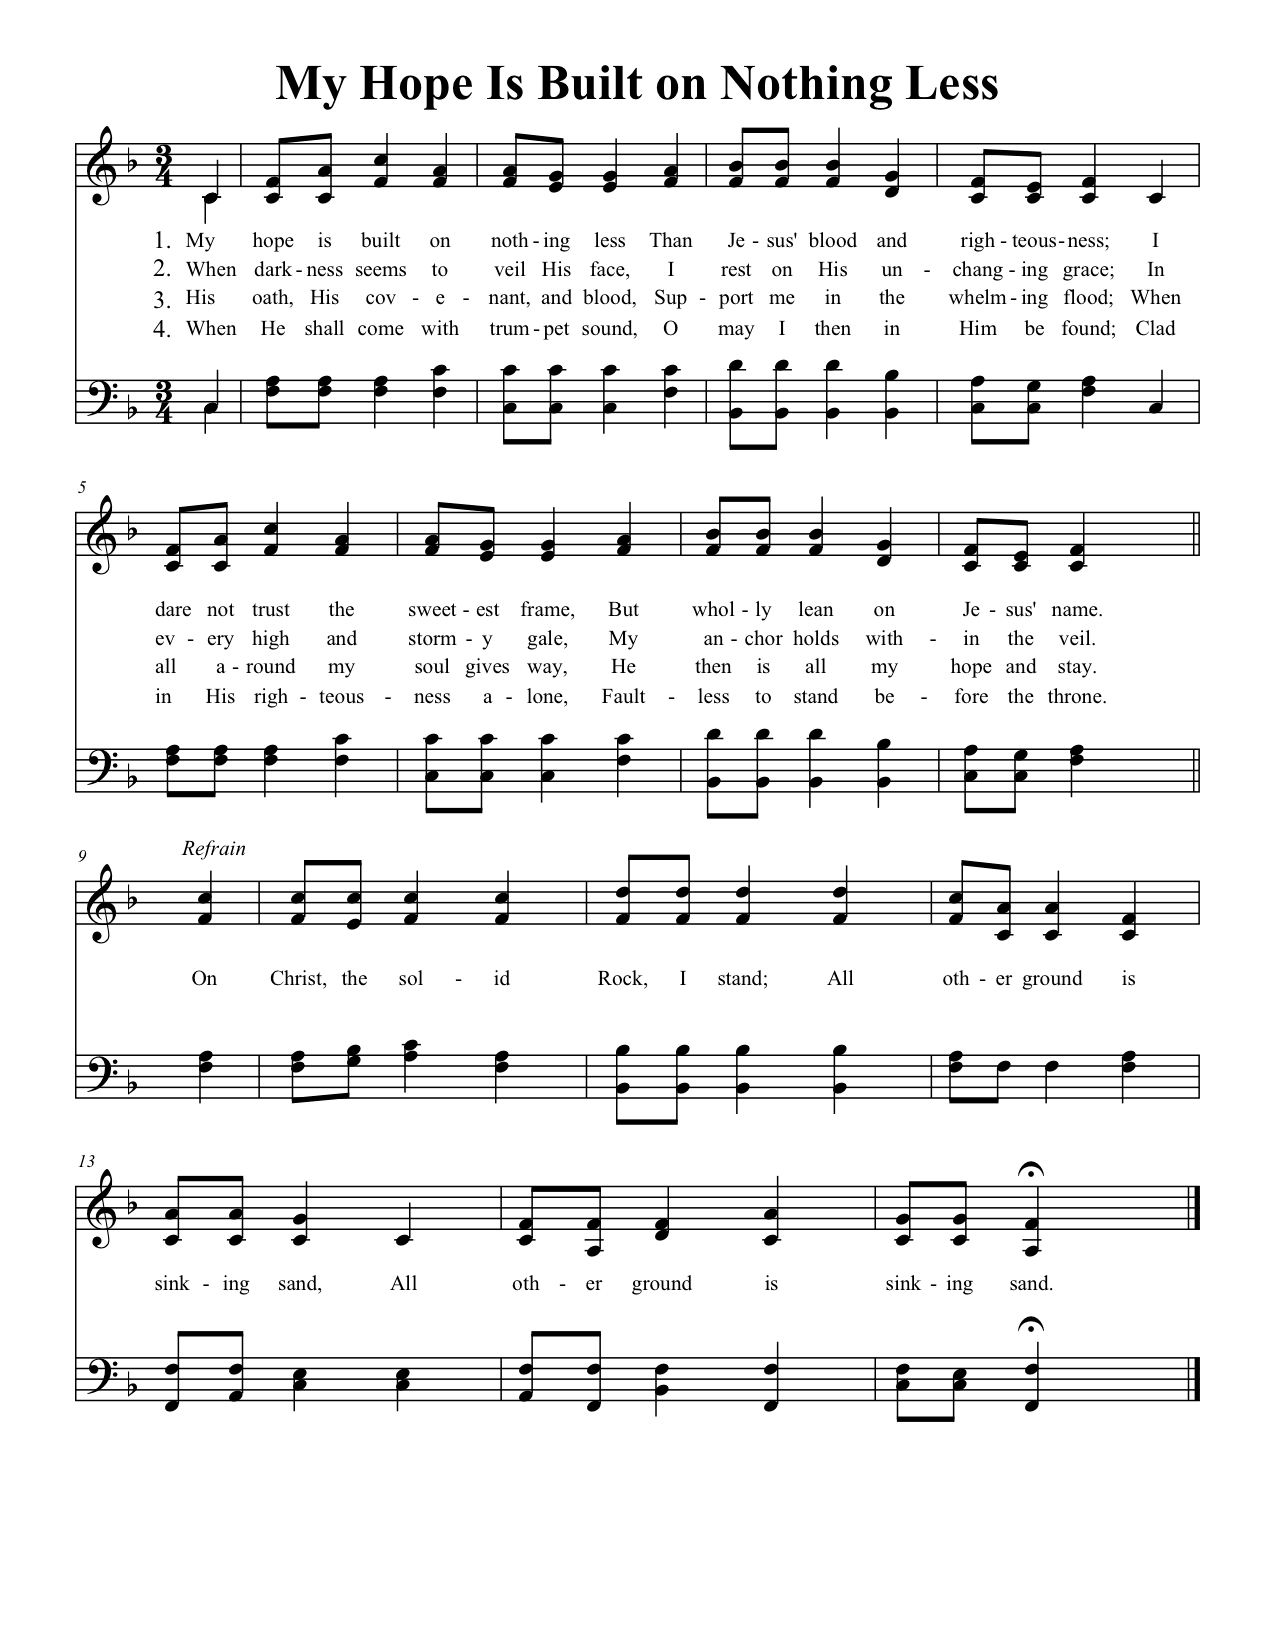 My Hope Is Built on Nothing Less
3
4
1. My hope is built on noth - ing less Than Je - sus' blood and righ - teous - ness; I
2. When dark - ness seems to veil His face, I rest on His un - chang - ing grace; In
3. His oath, His cov - e - nant, and blood, Sup - port me in the whelm - ing flood; When
4. When He shall come with trum - pet sound, O may I then in Him be found; Clad
3
4
5
dare not trust the sweet - est frame, But whol - ly lean on Je - sus' name.
ev - ery high and storm - y gale, My an - chor holds with - in the veil.
all a - round my soul gives way, He then is all my hope and stay.
in His righ - teous - ness a - lone, Fault - less to stand be - fore the throne.
9
Refrain
On Christ, the sol - id Rock, I stand; All oth - er ground is
13
sink - ing sand, All oth - er ground is sink - ing sand.